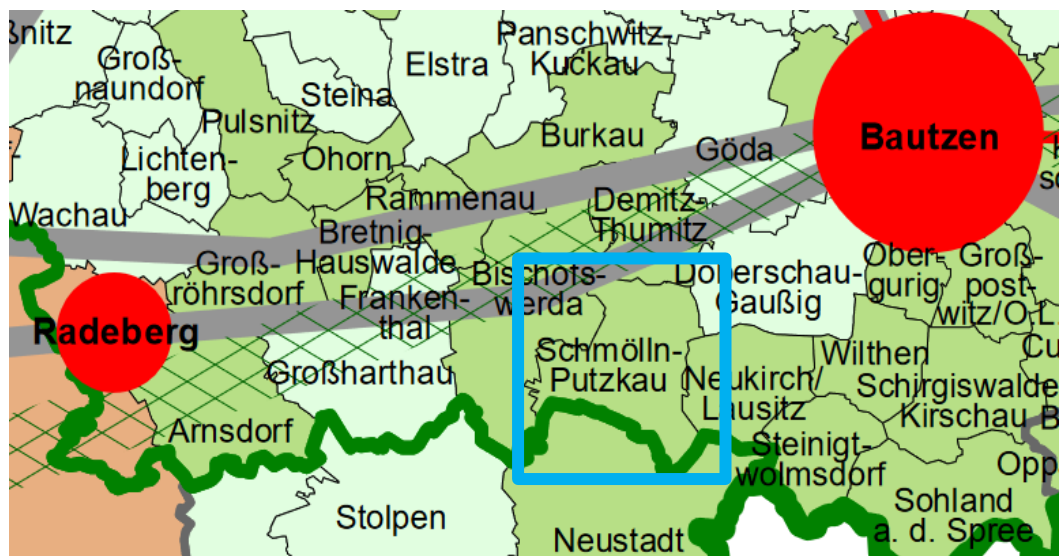 ßnitz
Groß-
naundorf
Elstra
Panschwitz-
Kuckau
Steina
Pulsnitz
Burkau
Bautzen
Lichten-
berg
Ohorn
Göda
Wachau
Rammenau
Demitz-
Thumitz
Bretnig-
Hauswalde
Groß-
röhrsdorf
Bischofs-
werda
Doberschau-
Gaußig
Ober-
gurig
Groß-
post-
witz/O.L.
Franken-
thal
Radeberg
Schmölln-
Putzkau
Wilthen
Cu
Großharthau
Neukirch/
Lausitz
Schirgiswalde-
Kirschau
Arnsdorf
Steinigt-
wolmsdorf
Opp
Stolpen
Sohland
a. d. Spree
Neustadt